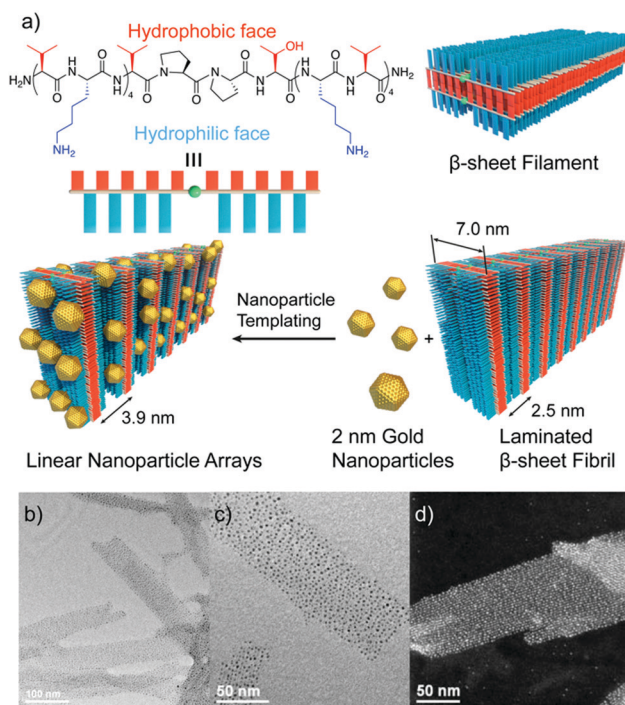 a)
Hydrophobic face
OH
H₂N
O
H
N
O
N
H
4
O
N
O
N
O
H
N
O
N
H
O
H
N
4
O
NH₂
NH₂
Hydrophilic face
NH₂
III
β-sheet Filament
7.0 nm
Nanoparticle
Templating
+
3.9 nm
2.5 nm
Linear Nanoparticle Arrays
2 nm Gold
Nanoparticles
Laminated
β-sheet Fibril
b)
c)
d)
100 nm
50 nm
50 nm